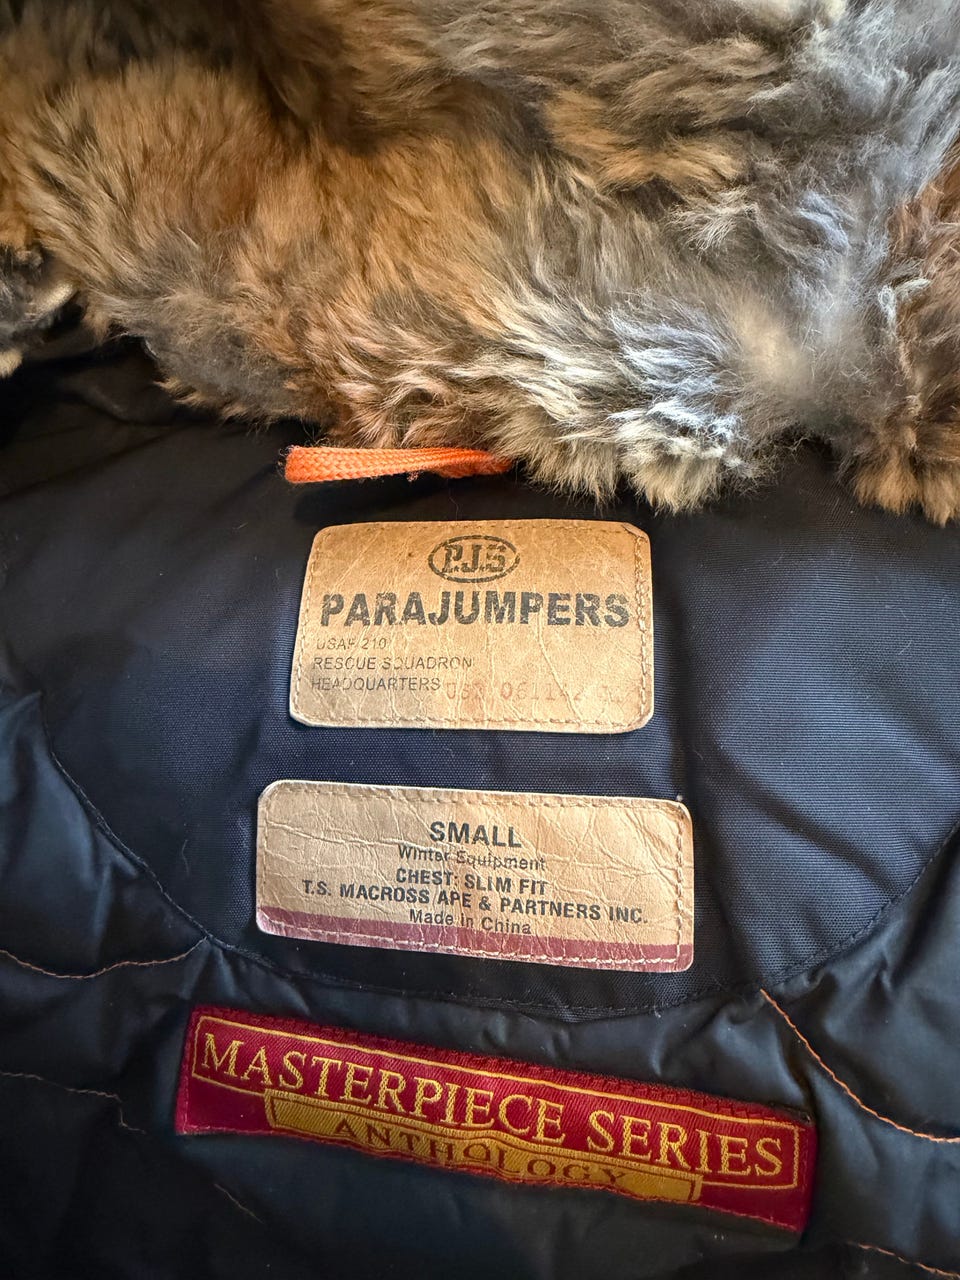 PJS
PARAJUMPERS
USAF 210
RESCUE SQUADRON
HEADQUARTERS
SMALL
Winter Equipment
CHEST: SLIM FIT
T.S. MACROSS APE & PARTNERS INC.
Made in China
MASTERPIECE SERIES
ANTHOLOGY